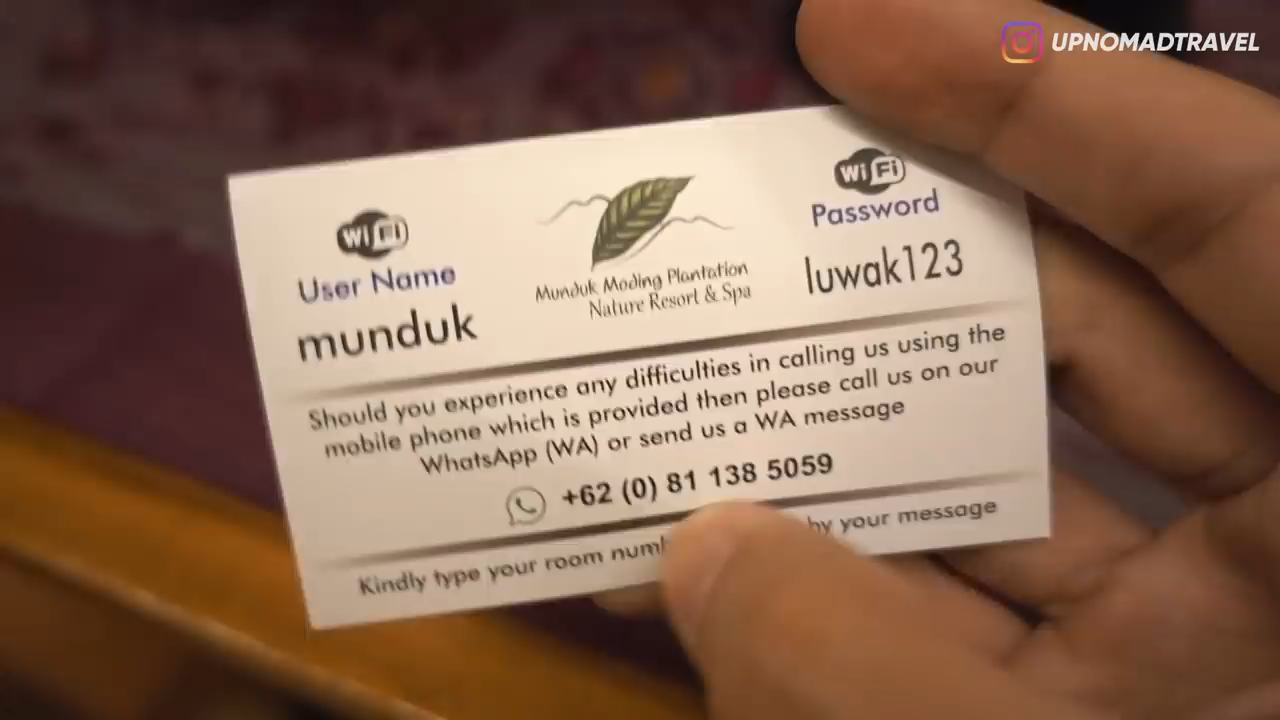 UPNOMADTRAVEL
WiFi
User Name
munduk
Munduk Moding Plantation
Nature Resort & Spa
WiFi
Password
luwak123
Should you experience any difficulties in calling us using the
mobile phone which is provided then please call us on our
WhatsApp (WA) or send us a WA message
+62 (0) 81 138 5059
Kindly type your room by your message